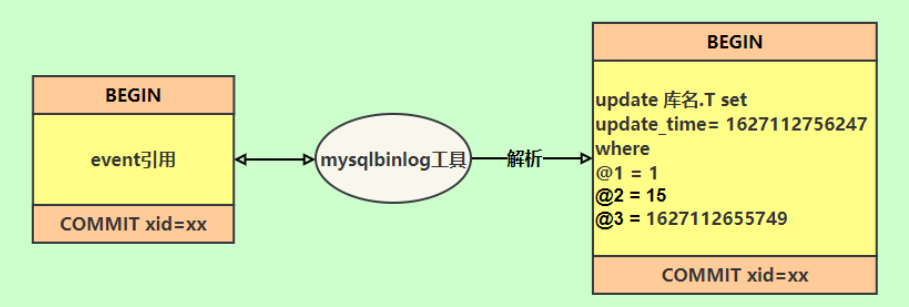 BEGIN
event引用
COMMIT xid=xx
mysqlbinlog工具
解析
BEGIN
update 库名.T set
update_time= 1627112756247
where
@1 = 1
@2 = 15
@3 = 1627112655749
COMMIT xid=xx